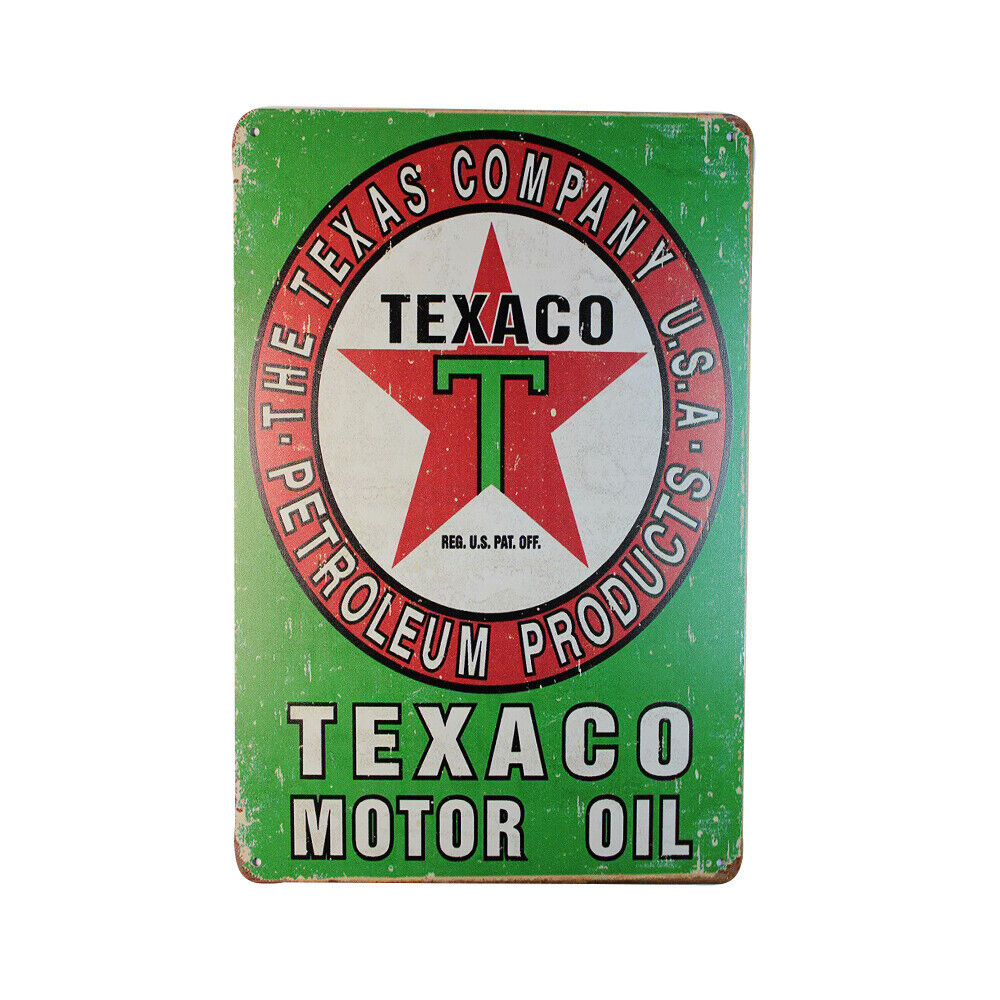 ·THE TEXAS COMPANY U.S.A·
TEXACO
T
REG. U.S. PAT. OFF.
PETROLEUM PRODUCTS
TEXACO
MOTOR OIL